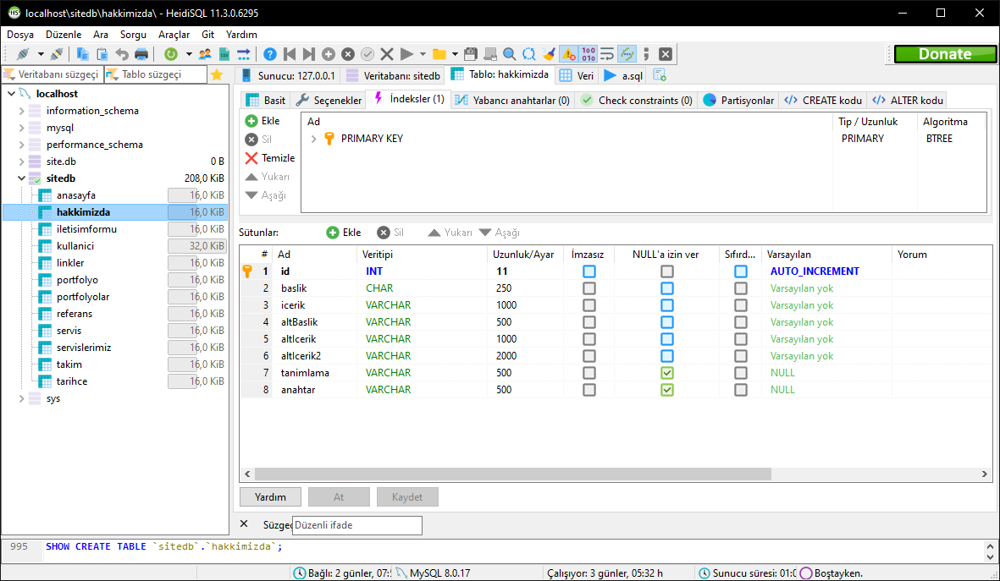 localhost\sitedb\hakkimizda\ - HeidiSQL 11.3.0.6295
Dosya Düzenle Ara Sorgu Araçlar Git Yardım
Donate
Veritabanı süzgeci Tablo süzgeci
Sunucu: 127.0.0.1 Veritabanı: sitedb Tablo: hakkimizda Veri a.sql
localhost
information_schema
mysql
performance_schema
site.db 0 B
sitedb 208,0 KiB
anasayfa 16,0 KiB
hakkimizda 16,0 KiB
iletisimformu 16,0 KiB
kullanici 32,0 KiB
linkler 16,0 KiB
portfolyo 16,0 KiB
portfolyolar 16,0 KiB
referans 16,0 KiB
servis 16,0 KiB
servislerimiz 16,0 KiB
takim 16,0 KiB
tarihce 16,0 KiB
sys
Basit Seçenekler İndeksler (1) Yabancı anahtarlar (0) Check constraints (0) Partisyonlar CREATE kodu ALTER kodu
Ekle
Sil
Temizle
Yukarı
Aşağı
Ad Tip / Uzunluk Algoritma
PRIMARY KEY PRIMARY BTREE
Sütunlar: Ekle Sil Yukarı Aşağı
# Ad Veritipi Uzunluk/Ayar İmzasız NULL'a izin ver Sıfırd... Varsayılan Yorum
1 id INT 11 AUTO_INCREMENT
2 baslik CHAR 250 Varsayılan yok
3 icerik VARCHAR 1000 Varsayılan yok
4 altBaslik VARCHAR 500 Varsayılan yok
5 altIcerik VARCHAR 1000 Varsayılan yok
6 altIcerik2 VARCHAR 2000 Varsayılan yok
7 tanimlama VARCHAR 500 NULL
8 anahtar VARCHAR 500 NULL
Yardım At Kaydet
Süzgeç Düzenli ifade
995 SHOW CREATE TABLE `sitedb`.`hakkimizda`;
Bağlı: 2 günler, 07: MySQL 8.0.17 Çalışıyor: 3 günler, 05:32 h Sunucu süresi: 01:0 Boştayken.